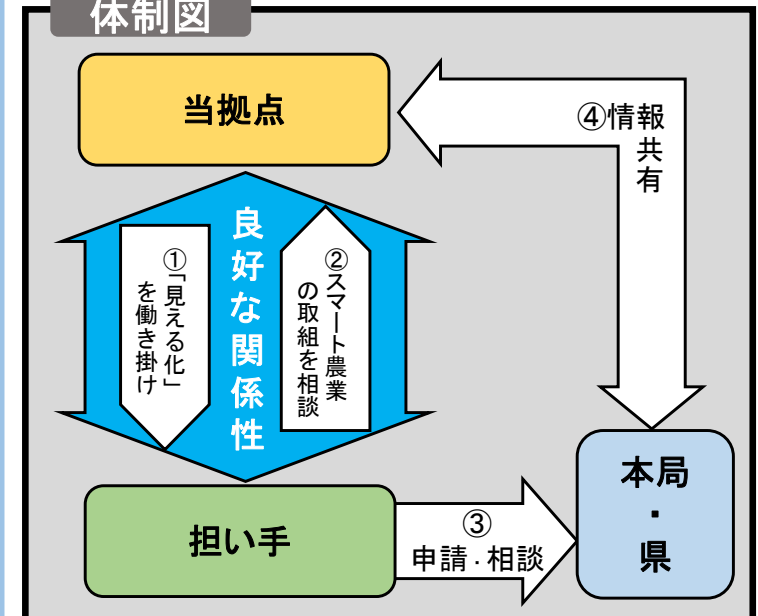 体制図
当拠点
④情報
共
有
良好な関係性
①「見える化」
を働き掛け
②スマート農業
の取組を相談
担い手
③
申請・相談
本局
・
県